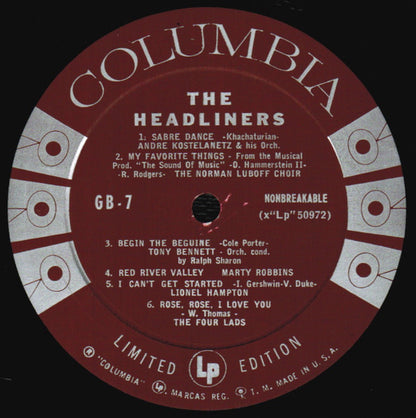 COLUMBIA
THE
HEADLINERS
1: SABRE DANCE -Khachaturian-
ANDRE KOSTELANETZ & his Orch.
2. MY FAVORITE THINGS - From the Musical
Prod. "The Sound Of Music" -O. Hammerstein II-
-R. Rodgers- THE NORMAN LUBOFF CHOIR
GB-7
NONBREAKABLE
(x"Lp"50972)
3. BEGIN THE BEGUINE -Cole Porter-
TONY BENNETT - Orch. cond.
by Ralph Sharon
4. RED RIVER VALLEY MARTY ROBBINS
5. I CAN'T GET STARTED -I. Gershwin-V. Duke-
LIONEL HAMPTON
6. ROSE, ROSE, I LOVE YOU
- W. Thomas -
THE FOUR LADS
LIMITED Lp EDITION
® "COLUMBIA" Lp MARCAS REG. ® T. M. MADE IN U.S.A.